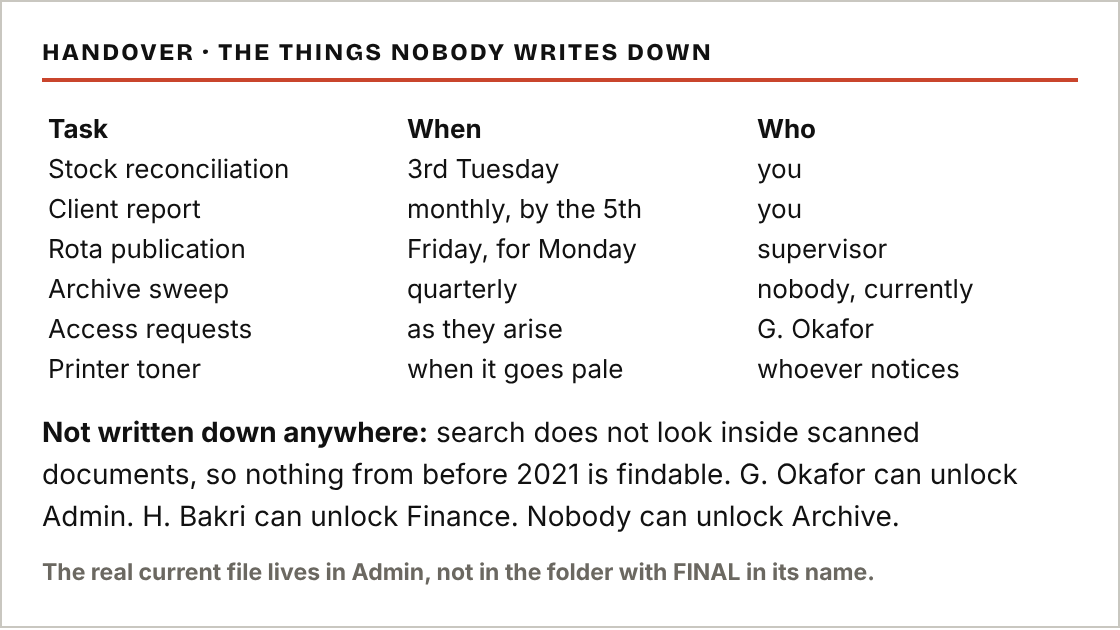 HANDOVER · THE THINGS NOBODY WRITES DOWN
Task When Who
Stock reconciliation 3rd Tuesday you
Client report monthly, by the 5th you
Rota publication Friday, for Monday supervisor
Archive sweep quarterly nobody, currently
Access requests as they arise G. Okafor
Printer toner when it goes pale whoever notices
Not written down anywhere: search does not look inside scanned
documents, so nothing from before 2021 is findable. G. Okafor can unlock
Admin. H. Bakri can unlock Finance. Nobody can unlock Archive.
The real current file lives in Admin, not in the folder with FINAL in its name.